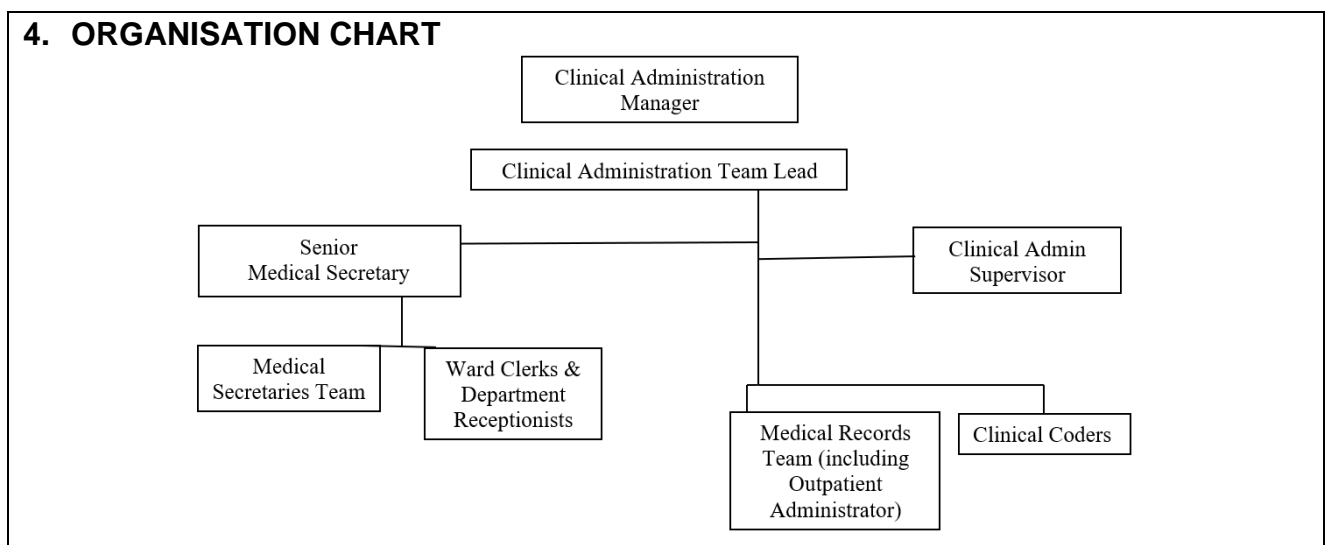 4. ORGANISATION CHART
Clinical Administration
Manager
Clinical Administration Team Lead
Senior
Medical Secretary
Clinical Admin
Supervisor
Medical
Secretaries Team
Ward Clerks &
Department
Receptionists
Medical Records
Team (including
Outpatient
Administrator)
Clinical Coders